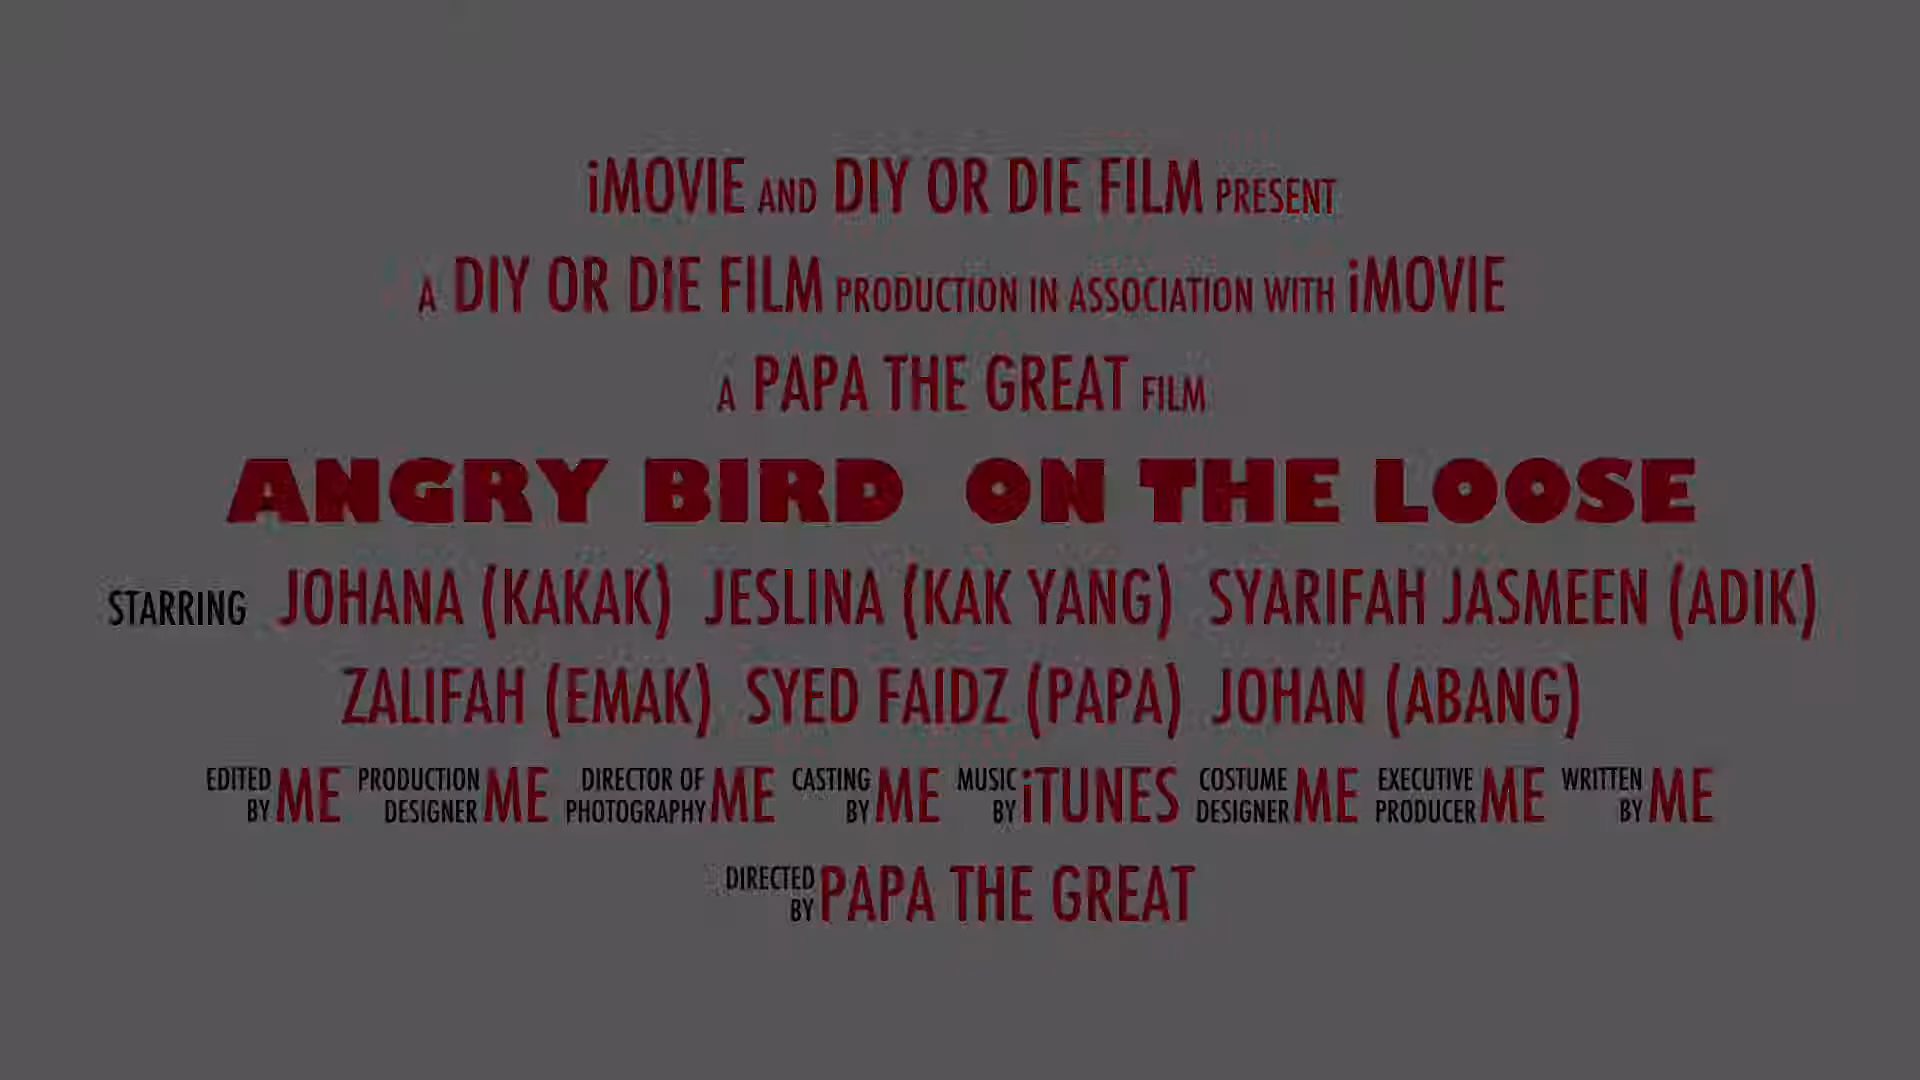 iMOVIE AND DIY OR DIE FILM PRESENT
A DIY OR DIE FILM PRODUCTION IN ASSOCIATION WITH iMOVIE
A PAPA THE GREAT FILM
ANGRY BIRD ON THE LOOSE
STARRING JOHANA (KAKAK) JESLINA (KAK YANG) SYARIFAH JASMEEN (ADIK)
ZALIFAH (EMAK) SYED FAIDZ (PAPA) JOHAN (ABANG)
EDITED BY ME PRODUCTION DESIGNER ME DIRECTOR OF PHOTOGRAPHY ME CASTING BY ME MUSIC BY iTUNES COSTUME DESIGNER ME EXECUTIVE PRODUCER ME WRITTEN BY ME
DIRECTED BY PAPA THE GREAT